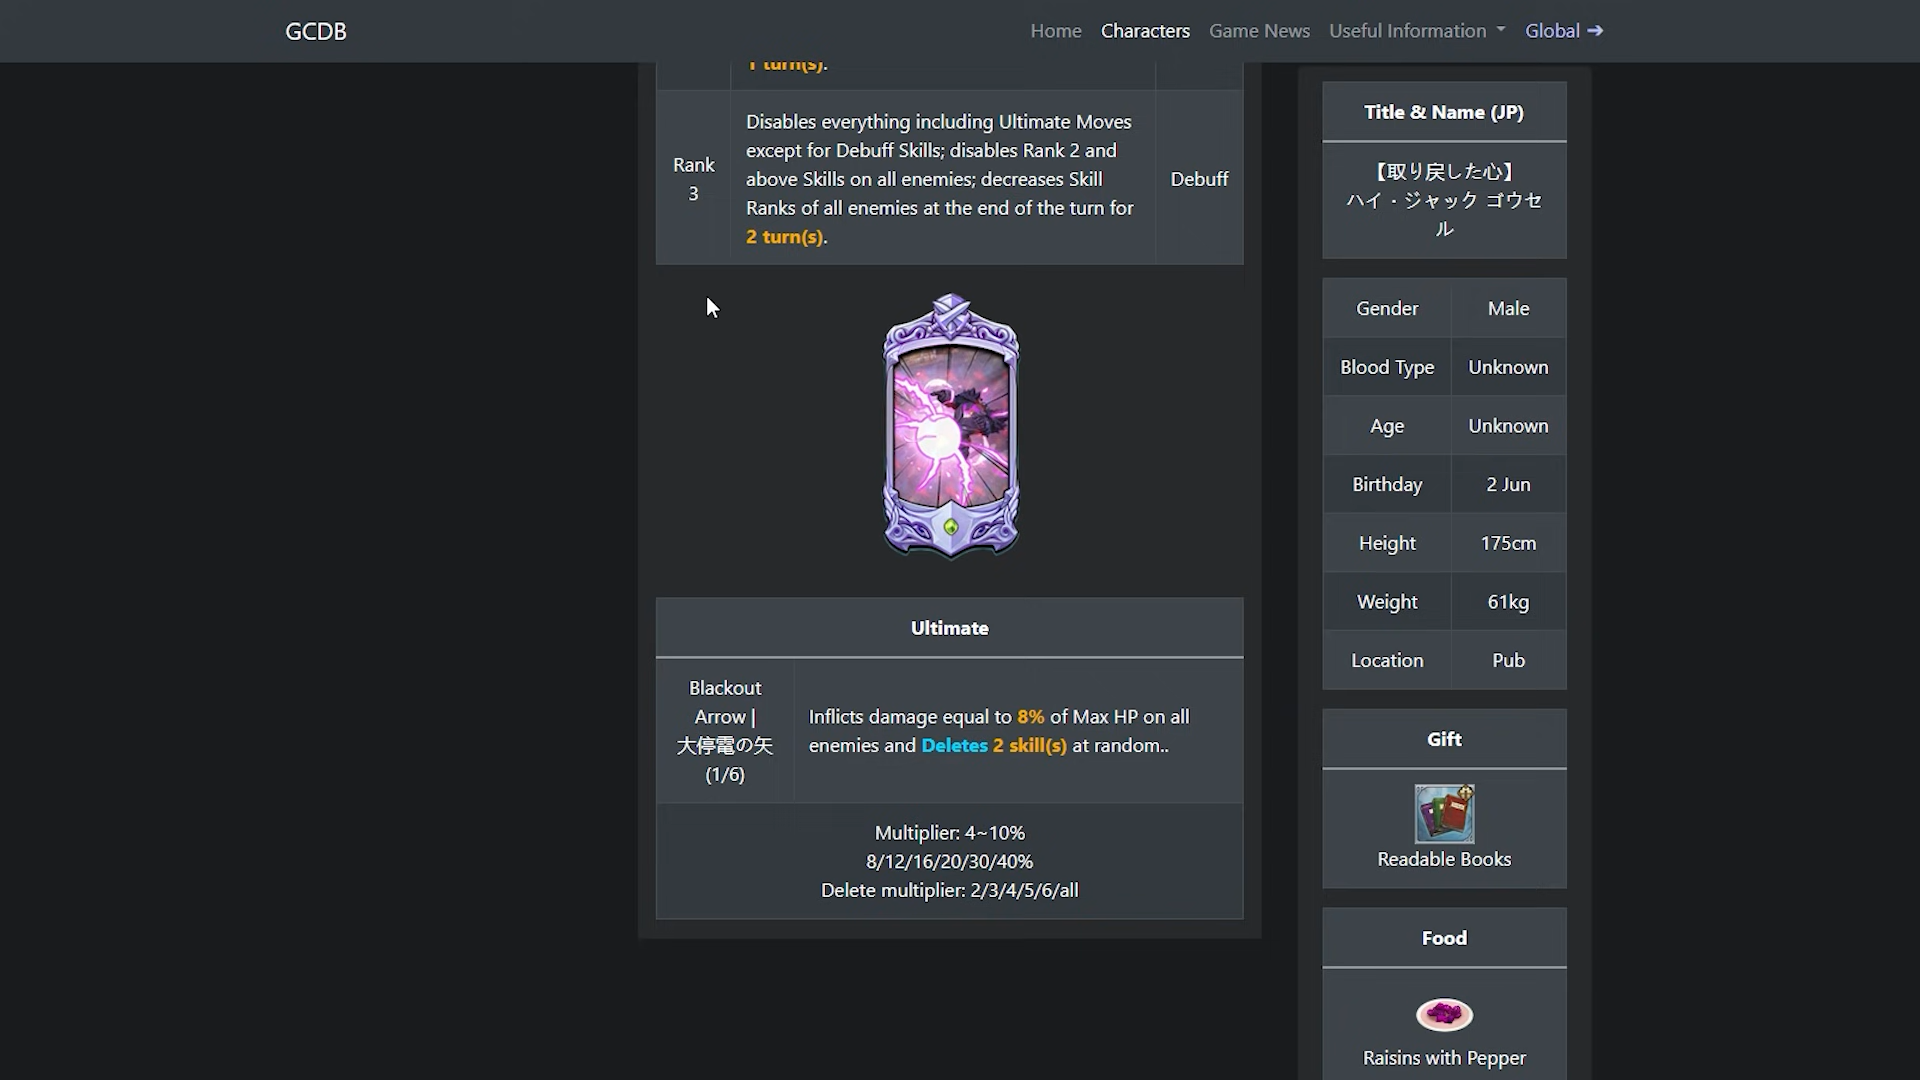 GCDB
Home Characters Game News Useful Information Global ➔
1 turn(s).
Rank
3
Disables everything including Ultimate Moves
except for Debuff Skills; disables Rank 2 and
above Skills on all enemies; decreases Skill
Ranks of all enemies at the end of the turn for
2 turn(s).
Debuff
Ultimate
Blackout
Arrow |
大停電の矢
(1/6)
Inflicts damage equal to 8% of Max HP on all
enemies and Deletes 2 skill(s) at random..
Multiplier: 4~10%
8/12/16/20/30/40%
Delete multiplier: 2/3/4/5/6/all
Title & Name (JP)
【取り戻した心】
ハイ・ジャック ゴウセ
ル
Gender Male
Blood Type Unknown
Age Unknown
Birthday 2 Jun
Height 175cm
Weight 61kg
Location Pub
Gift
Readable Books
Food
Raisins with Pepper